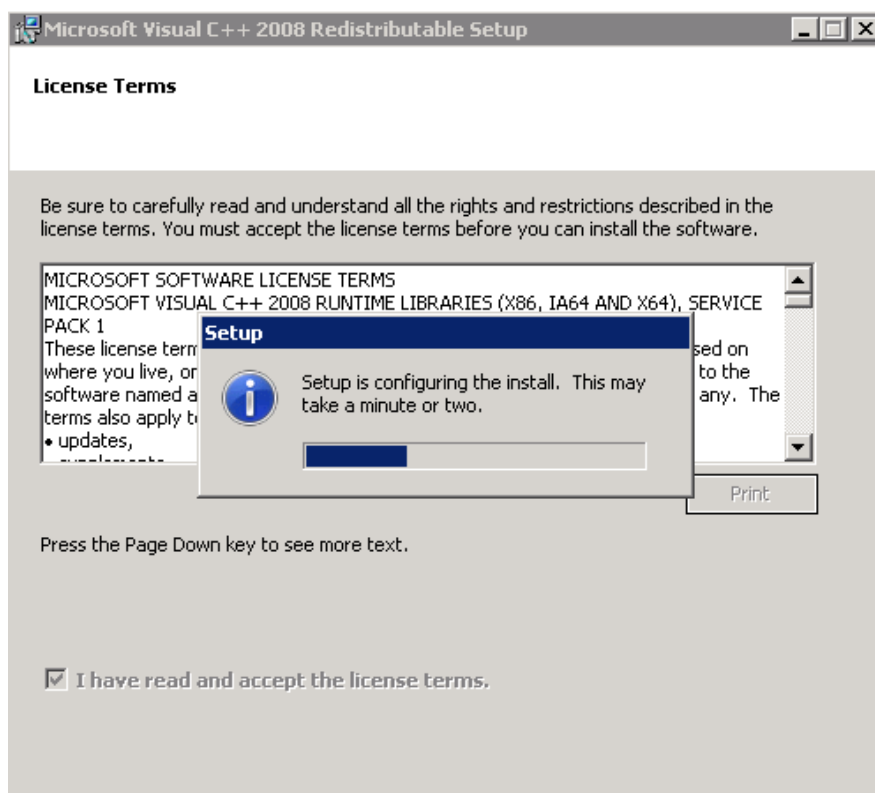 Microsoft Visual C++ 2008 Redistributable Setup
License Terms
Be sure to carefully read and understand all the rights and restrictions described in the
license terms. You must accept the license terms before you can install the software.
MICROSOFT SOFTWARE LICENSE TERMS
MICROSOFT VISUAL C++ 2008 RUNTIME LIBRARIES (X86, IA64 AND X64), SERVICE
PACK 1
These license term sed on
where you live, or to the
software named a any. The
terms also apply to
• updates,
Setup
Setup is configuring the install. This may
take a minute or two.
Print
Press the Page Down key to see more text.
I have read and accept the license terms.